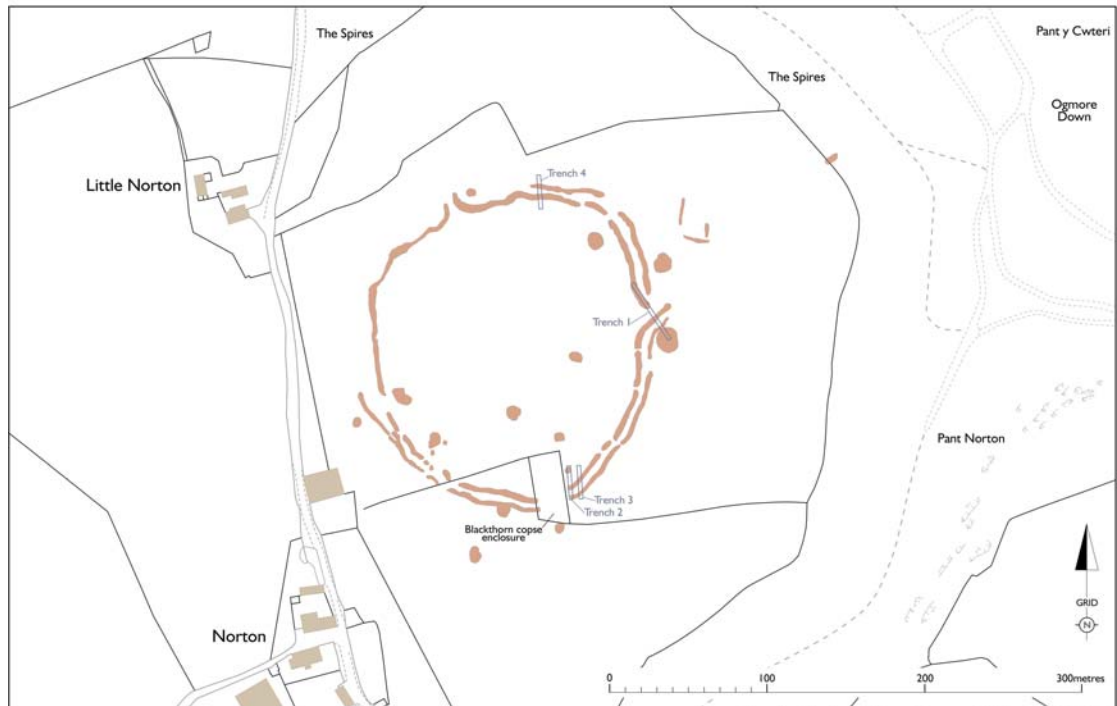 The Spires
Pant y Cwteri
The Spires
Ogmore
Down
Trench 4
Little Norton
Trench 1
Pant Norton
Trench 3
Trench 2
Blackthorn copse
enclosure
GRID
N
Norton
0
100
200
300metres